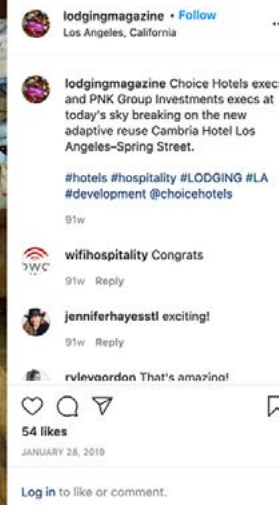 lodgingmagazine • Follow
Los Angeles, California
lodgingmagazine Choice Hotels execs
and PNK Group Investments execs at
today's sky breaking on the new
adaptive reuse Cambria Hotel Los
Angeles–Spring Street.
#hotels #hospitality #LODGING #LA
#development @choicehotels
91w
wifihospitality Congrats
91w Reply
jenniferhayesstl exciting!
91w Reply
ryleygordon That's amazing!
54 likes
JANUARY 28, 2019
Log in to like or comment.